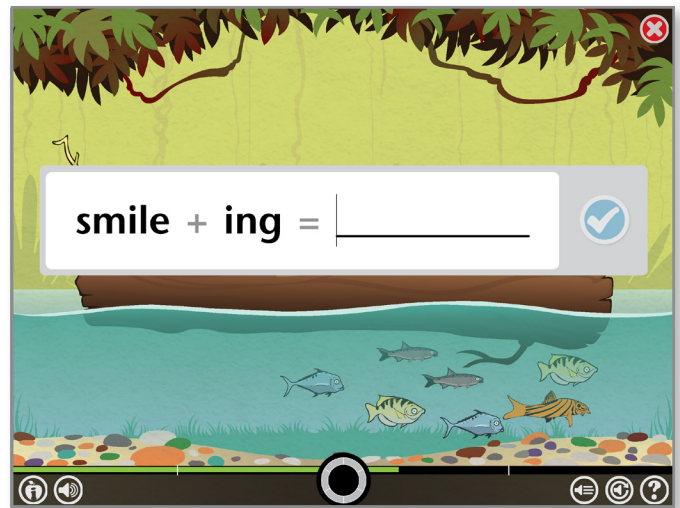 smile + ing =